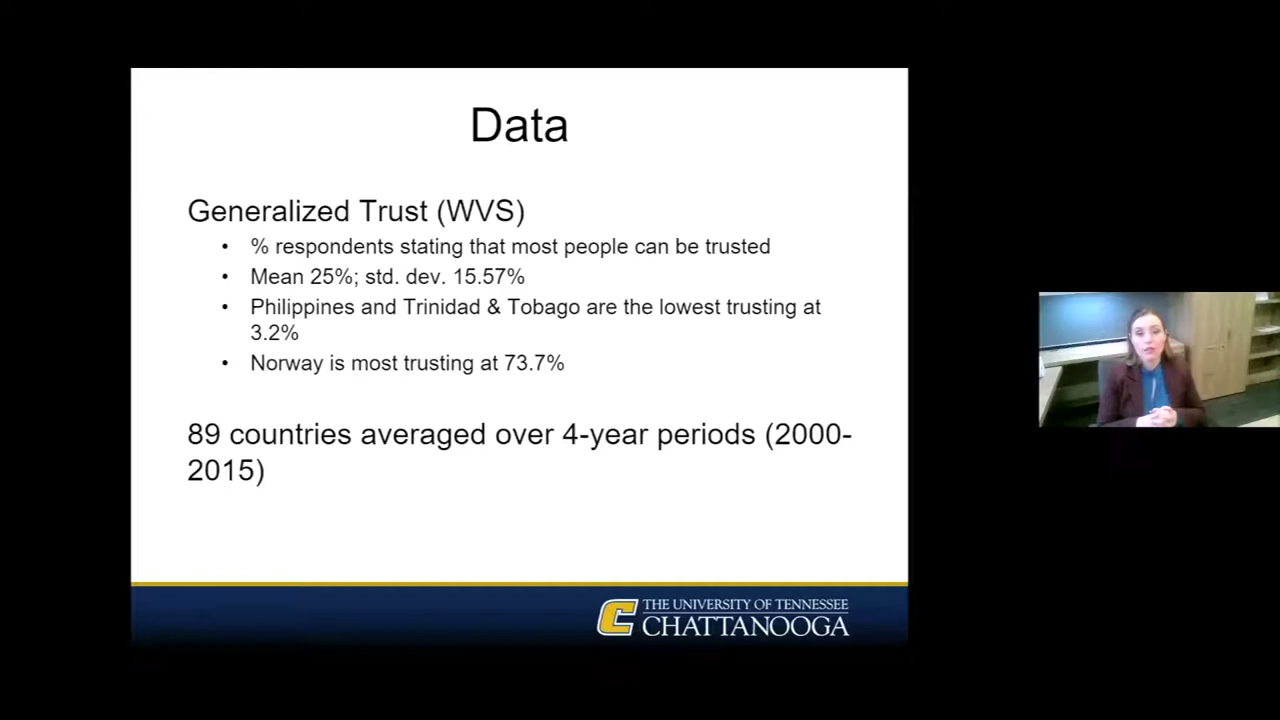 Data
Generalized Trust (WVS)
• % respondents stating that most people can be trusted
• Mean 25%; std. dev. 15.57%
• Philippines and Trinidad & Tobago are the lowest trusting at
3.2%
• Norway is most trusting at 73.7%
89 countries averaged over 4-year periods (2000-
2015)
C THE UNIVERSITY OF TENNESSEE
CHATTANOOGA